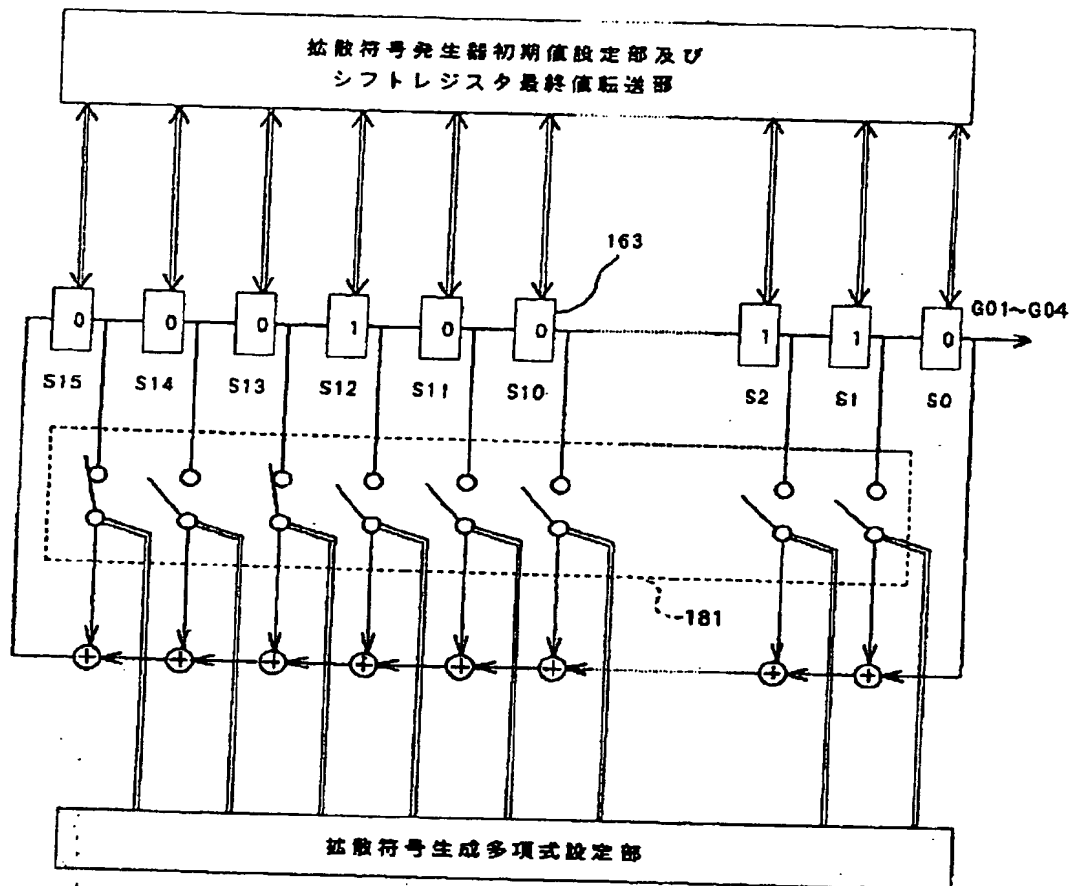 拡散符号発生器初期値設定部及び
シフトレジスタ最終値転送部
163
G01~G04
0 0 0 1 0 0 1 1 0
S15 S14 S13 S12 S11 S10 S2 S1 S0
181
拡散符号生成多項式設定部